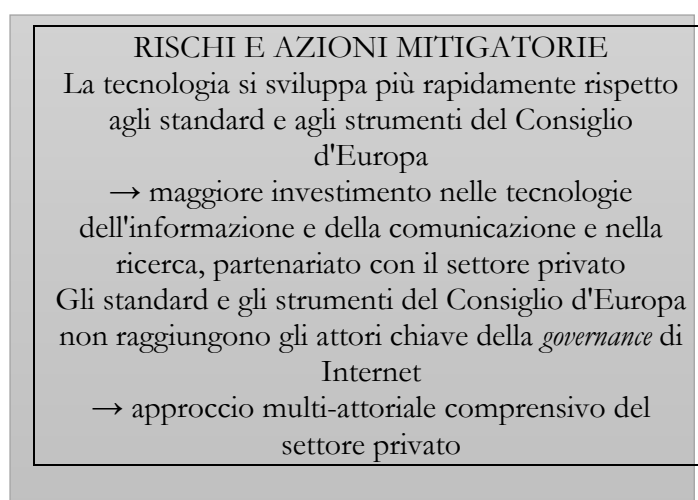 RISCHI E AZIONI MITIGATORIE
La tecnologia si sviluppa più rapidamente rispetto
agli standard e agli strumenti del Consiglio
d'Europa
→ maggiore investimento nelle tecnologie
dell'informazione e della comunicazione e nella
ricerca, partenariato con il settore privato
Gli standard e gli strumenti del Consiglio d'Europa
non raggiungono gli attori chiave della governance di
Internet
→ approccio multi-attoriale comprensivo del
settore privato